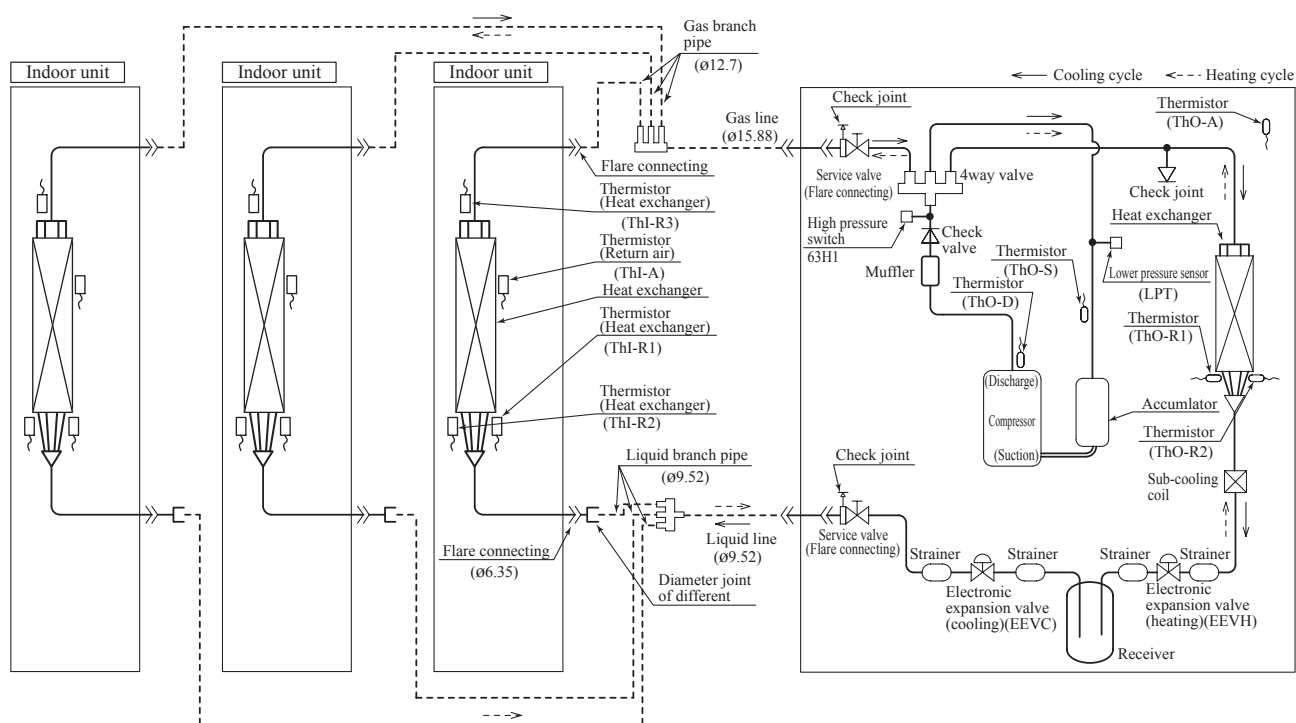 Indoor unit
Indoor unit
Indoor unit
Gas branch
pipe
(ø12.7)
Gas line
(ø15.88)
Flare connecting
Thermistor
(Heat exchanger)
(ThI-R3)
Thermistor
(Return air)
(ThI-A)
Heat exchanger
Thermistor
(Heat exchanger)
(ThI-R1)
Thermistor
(Heat exchanger)
(ThI-R2)
Liquid branch pipe
(ø9.52)
Liquid line
(ø9.52)
Flare connecting
(ø6.35)
Diameter joint
of different
Cooling cycle
Heating cycle
Check joint
Thermistor
(ThO-A)
Service valve
(Flare connecting)
4way valve
Check joint
High pressure
switch
63H1
Check
valve
Muffler
Thermistor
(ThO-D)
Thermistor
(ThO-S)
Heat exchanger
Lower pressure sensor
(LPT)
Thermistor
(ThO-R1)
(Discharge)
Compressor
(Suction)
Accumlator
Thermistor
(ThO-R2)
Check joint
Sub-cooling
coil
Service valve
(Flare connecting)
Strainer
Strainer
Strainer
Strainer
Electronic
expansion valve
(cooling)(EEVC)
Electronic
expansion valve
(heating)(EEVH)
Receiver